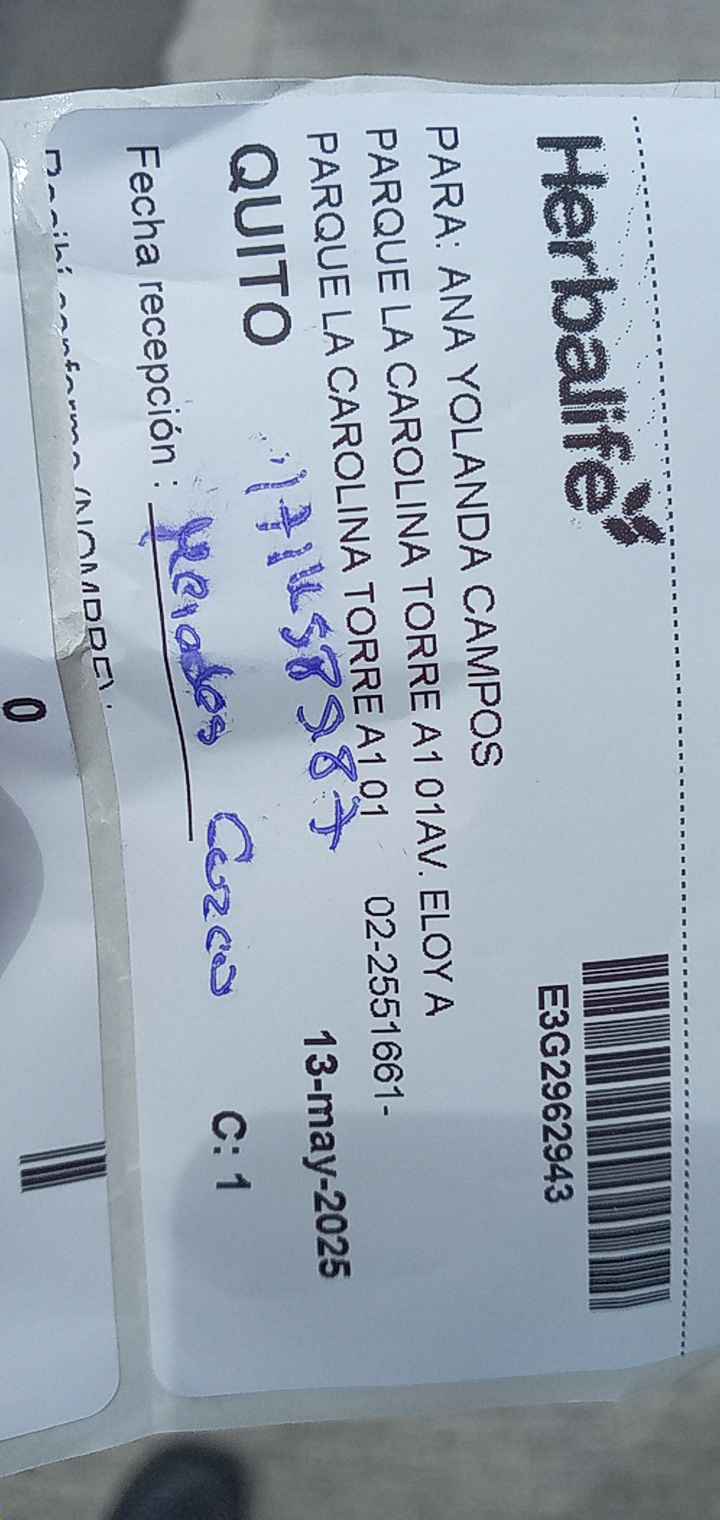 Herbalife
E3G2962943
PARA: ANA YOLANDA CAMPOS
PARQUE LA CAROLINA TORRE A1 01AV. ELOY A
PARQUE LA CAROLINA TORRE A1 01 02-2551661-
QUITO 13-may-2025
Fecha recepción : Cuzco
C: 1
0